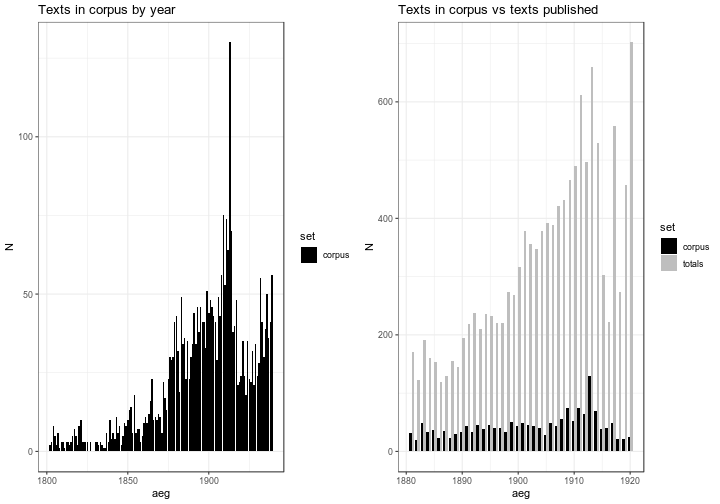 Texts in corpus by year
N
100
50
0
1800
1850
1900
aeg
set
corpus
Texts in corpus vs texts published
N
600
400
200
0
1880
1890
1900
1910
1920
aeg
set
corpus
totals